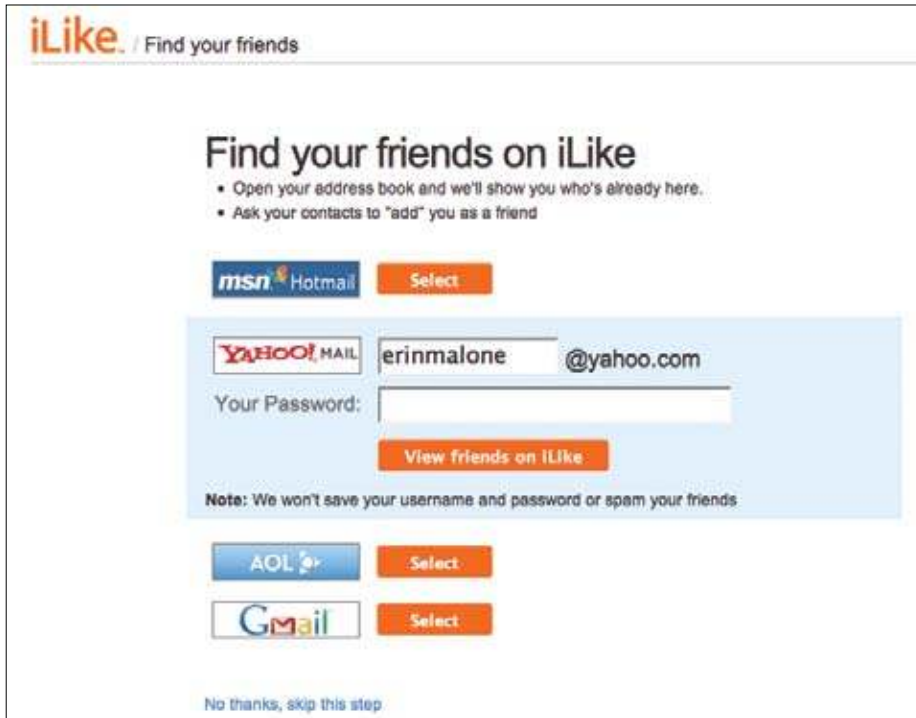 iLike. / Find your friends
Find your friends on iLike
• Open your address book and we'll show you who's already here.
• Ask your contacts to "add" you as a friend
msn Hotmail Select
YAHOO! MAIL erinmalone @yahoo.com
Your Password:
View friends on iLike
Note: We won't save your username and password or spam your friends
AOL Select
Gmail Select
No thanks, skip this step